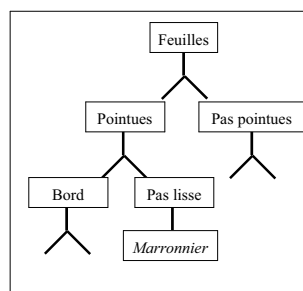 Feuilles
Pointues
Pas pointues
Bord
Pas lisse
Marronnier